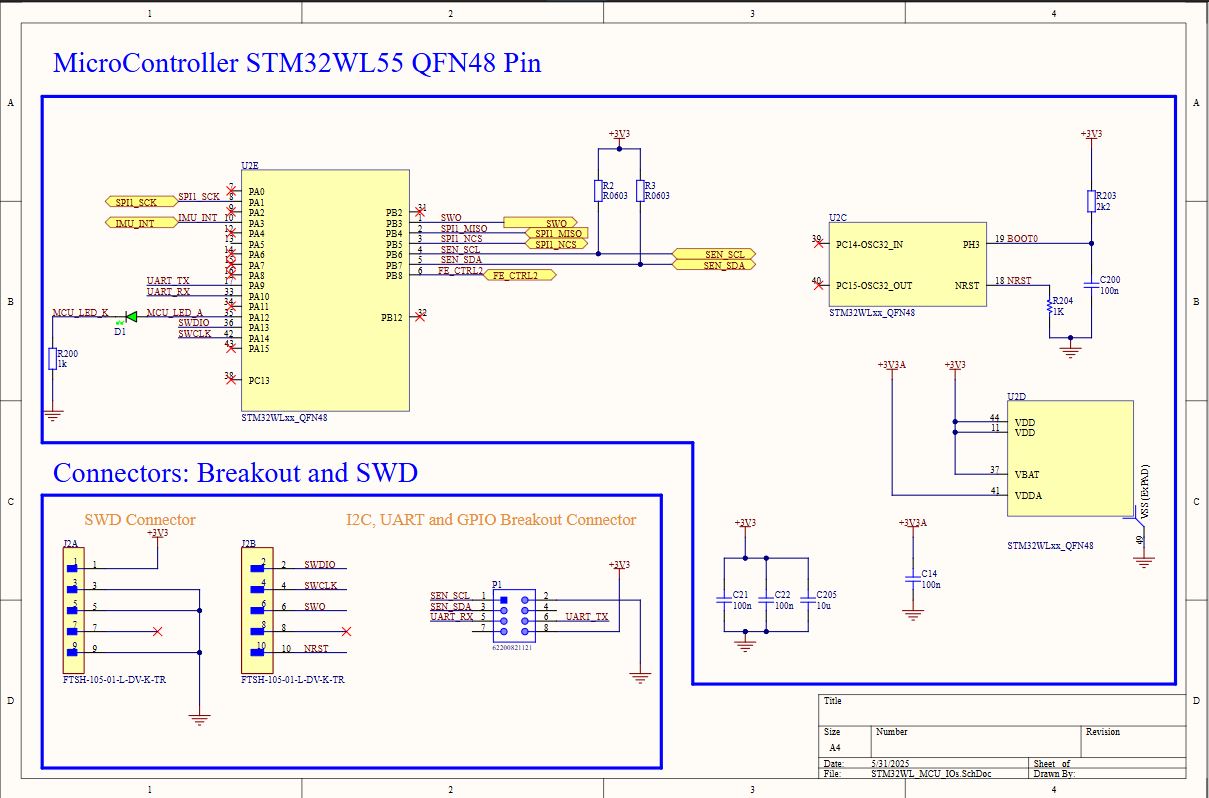 1 2 3 4
MicroController STM32WL55 QFN48 Pin
A A
B B
C C
D D
U2E
SPI1_SCK SPI1_SCK 8 PA0
PA1
IMU_INT IMU_INT 10 PA2
PA3
PA4
13 PA5
PA6
PA7
PA8
UART_TX 17 PA9
UART_RX 33 PA10
34 PA11
MCU_LED_K MCU_LED_A 35 PA12
D1
SWDIO 36 PA13
SWCLK 42 PA14
43 PA15
38 PC13
R200
1k
STM32WLxx_QFN48
PB2 31
PB3 1 SWO SWO
PB4 2 SPI1_MISO SPI1_MISO
PB5 3 SPI1_NCS SPI1_NCS
PB6 4 SEN_SCL SEN_SCL
PB7 5 SEN_SDA SEN_SDA
PB8 6 FE_CTRL2 FE_CTRL2
PB12 32
+3V3
R2
R0603
R3
R0603
U2C
39 PC14-OSC32_IN PH3 19 BOOT0
40 PC15-OSC32_OUT NRST 18 NRST
STM32WLxx_QFN48
+3V3
R203
2k2
C200
100n
R204
1K
+3V3A +3V3
U2D
44 VDD
11 VDD
37 VBAT
41 VDDA
VSS (ExPAD)
49
STM32WLxx_QFN48
+3V3
C21
100n
C22
100n
C205
10u
+3V3A
C14
100n
Connectors: Breakout and SWD
SWD Connector
I2C, UART and GPIO Breakout Connector
+3V3
J2A
1 1
3 3
5 5
7 7
9 9
FTSH-105-01-L-DV-K-TR
J2B
2 2 SWDIO
4 4 SWCLK
6 6 SWO
8 8
10 10 NRST
FTSH-105-01-L-DV-K-TR
+3V3
P1
SEN_SCL 1 2
SEN_SDA 3 4
UART_RX 5 6 UART_TX
7 8
62200821121
Title
Size Number Revision
A4
Date: 5/31/2025 Sheet of
File: STM32WL_MCU_IOs.SchDoc Drawn By:
1 2 3 4